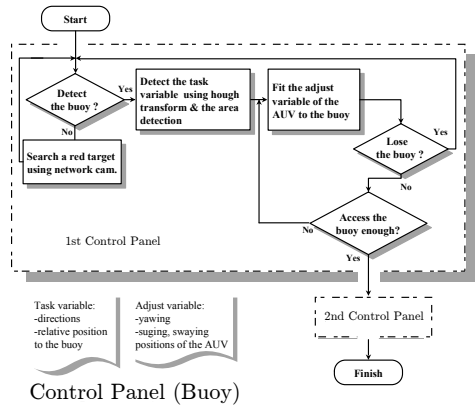 Start
Detect
the buoy ?
Yes
No
Search a red target
using network cam.
Detect the task
variable using hough
transform & the area
detection
Fit the adjust
variable of the
AUV to the buoy
Lose
the buoy ?
Yes
No
Access the
buoy enough?
No
Yes
1st Control Panel
2nd Control Panel
Finish
Task variable:
-directions
-relative position
to the buoy
Adjust variable:
-yawing
-suging, swaying
positions of the AUV
Control Panel (Buoy)